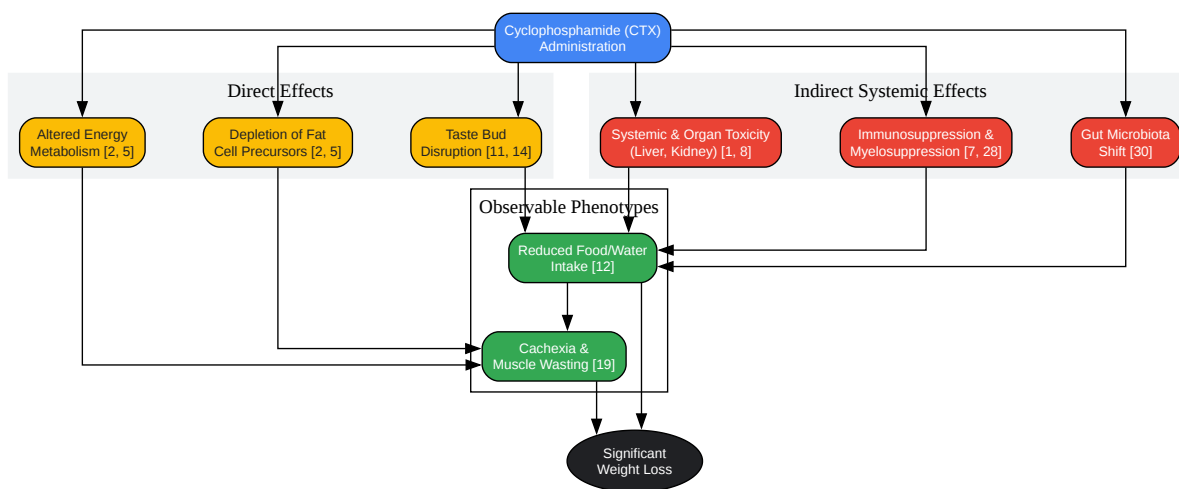 Cyclophosphamide (CTX)
Administration
Direct Effects
Indirect Systemic Effects
Altered Energy
Metabolism [2, 5]
Depletion of Fat
Cell Precursors [2, 5]
Taste Bud
Disruption [11, 14]
Systemic & Organ Toxicity
(Liver, Kidney) [1, 8]
Immunosuppression &
Myelosuppression [7, 28]
Gut Microbiota
Shift [30]
Observable Phenotypes
Reduced Food/Water
Intake [12]
Cachexia &
Muscle Wasting [19]
Significant
Weight Loss